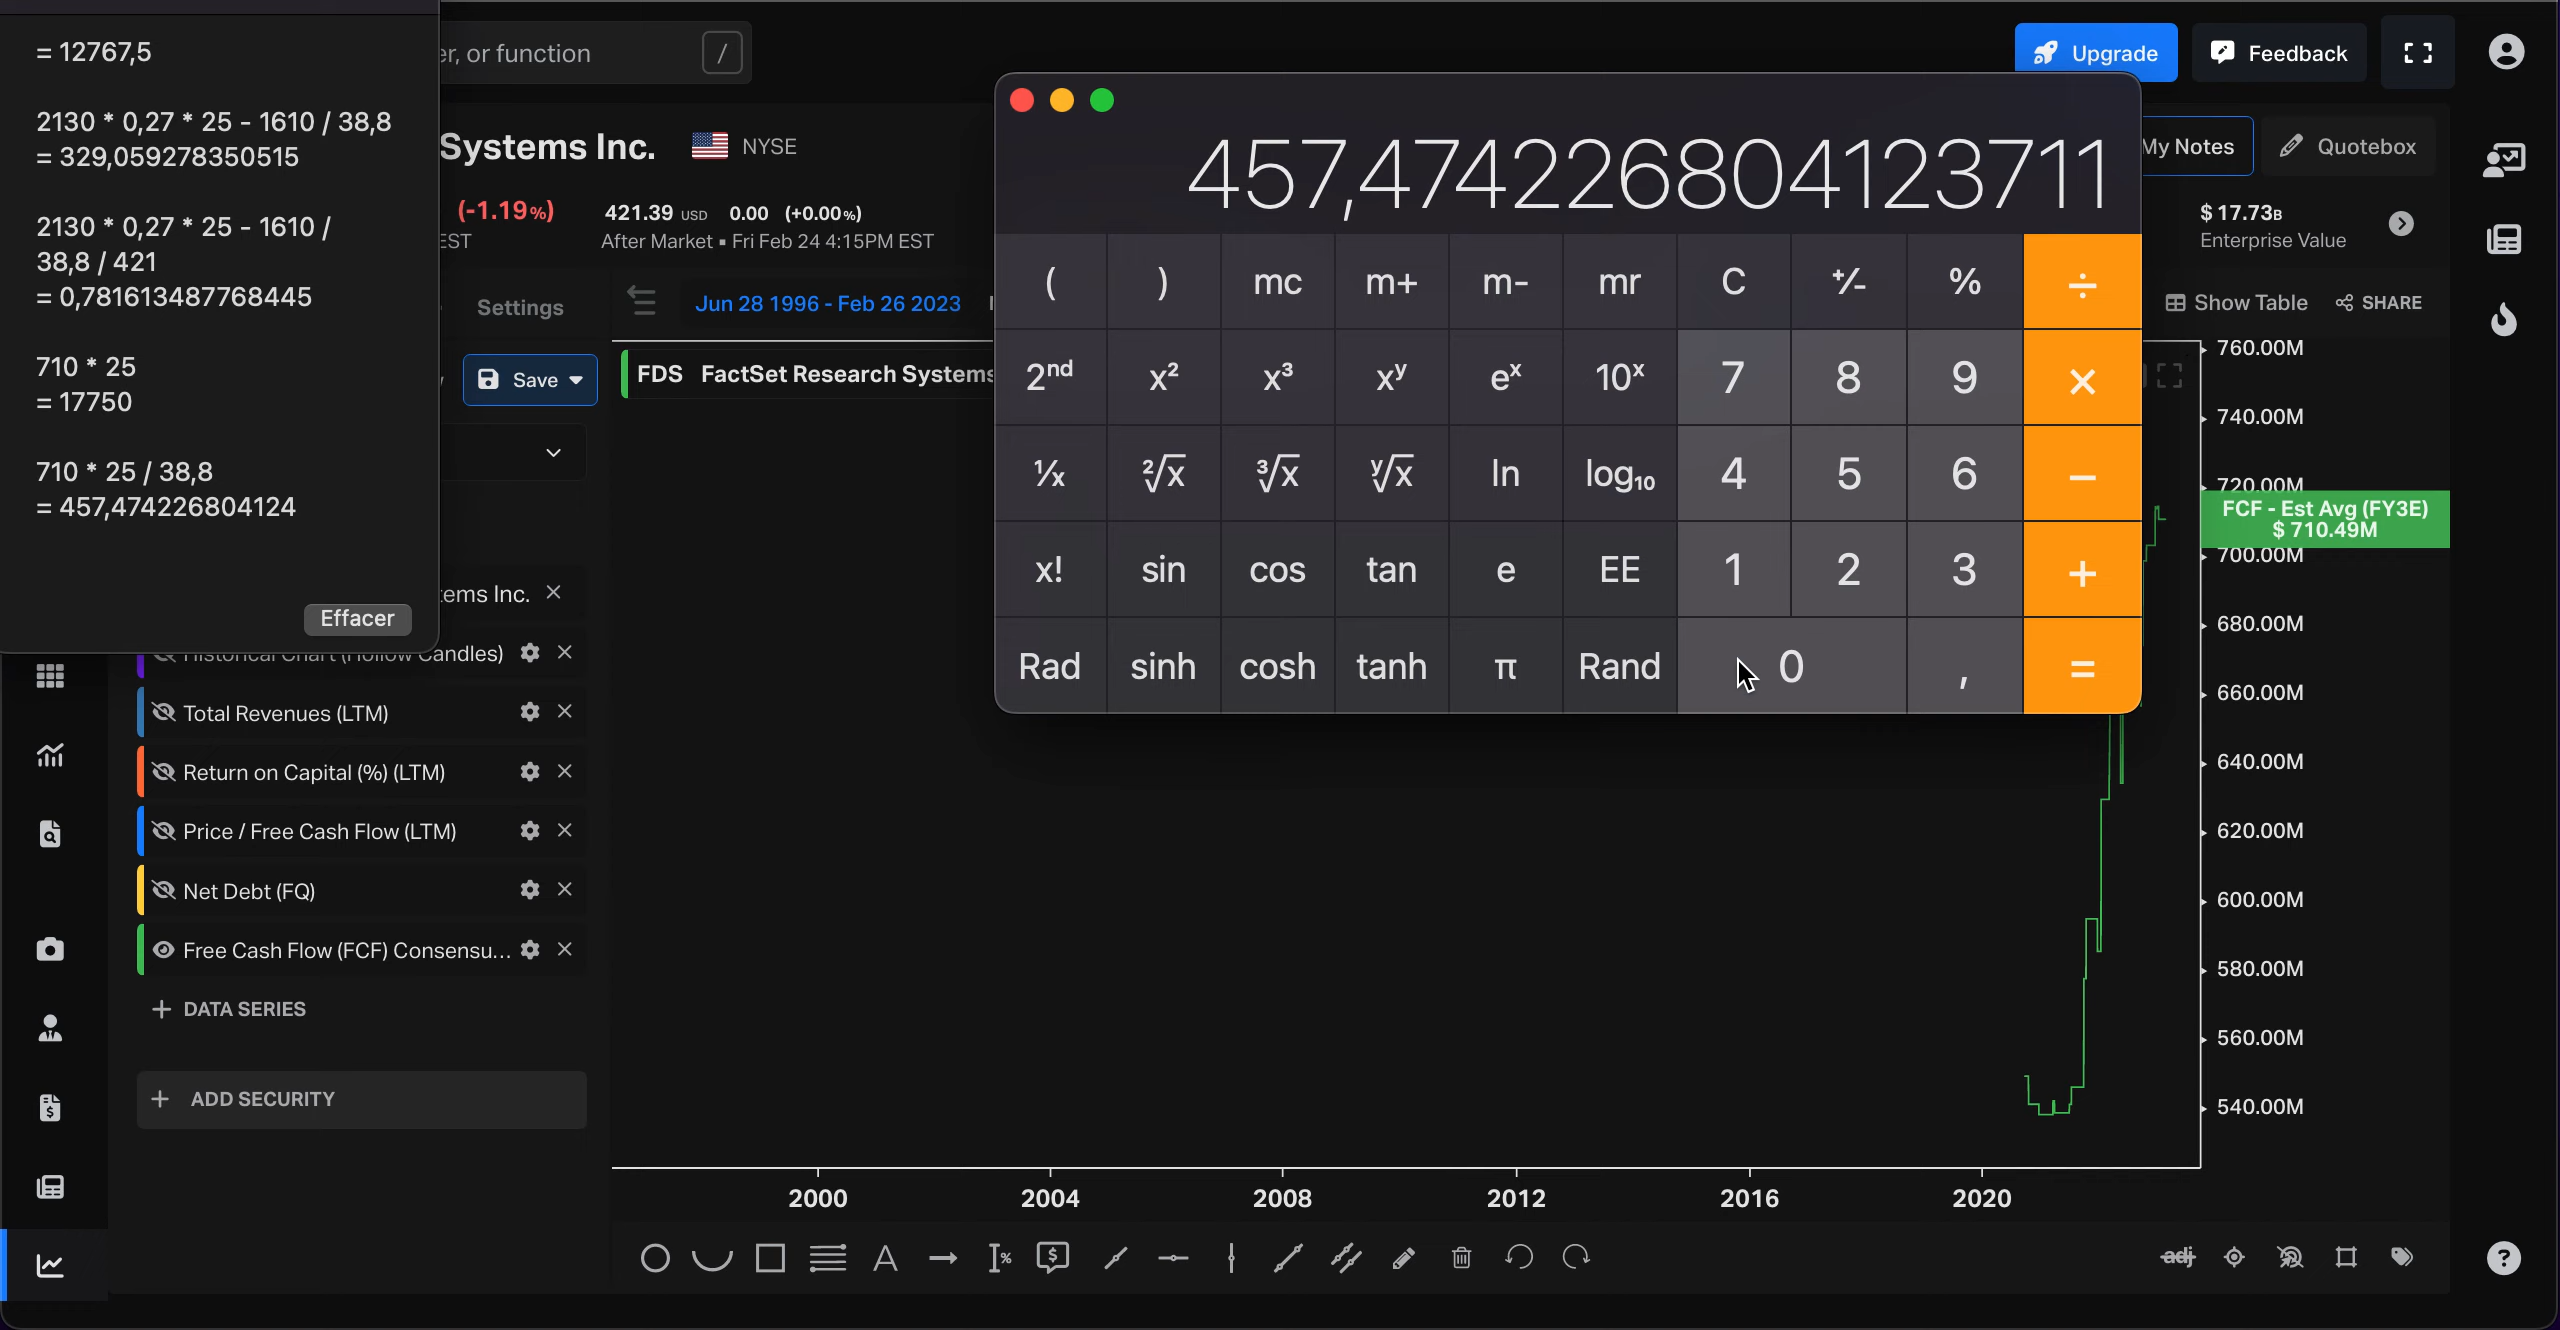 = 12767,5
2130 * 0,27 * 25 - 1610 / 38,8
= 329,059278350515
2130 * 0,27 * 25 - 1610 /
38,8 / 421
= 0,781613487768445
710 * 25
= 17750
710 * 25 / 38,8
= 457,474226804124
Effacer
or function
/
Upgrade
Feedback
Systems Inc.
NYSE
(-1.19%)
EST
421.39 USD 0.00 (+0.00%)
After Market ▪ Fri Feb 24 4:15PM EST
My Notes
Quotebox
$ 17.73B
Enterprise Value
Settings
Jun 28 1996 - Feb 26 2023
Show Table
SHARE
Save
FDS FactSet Research Systems
457,474226804123711
( ) mc m+ m- mr C +/- % ÷
2nd x² x³ xʸ eˣ 10ˣ 7 8 9 ×
1/x ²√x ³√x ʸ√x ln log₁₀ 4 5 6 −
x! sin cos tan e EE 1 2 3 +
Rad sinh cosh tanh π Rand 0 , =
ems Inc.
Historical Chart (Hollow Candles)
Total Revenues (LTM)
Return on Capital (%) (LTM)
Price / Free Cash Flow (LTM)
Net Debt (FQ)
Free Cash Flow (FCF) Consensu...
+ DATA SERIES
+ ADD SECURITY
760.00M
740.00M
720.00M
FCF - Est Avg (FY3E)
$ 710.49M
700.00M
680.00M
660.00M
640.00M
620.00M
600.00M
580.00M
560.00M
540.00M
2000 2004 2008 2012 2016 2020
A
%
$
adj
?